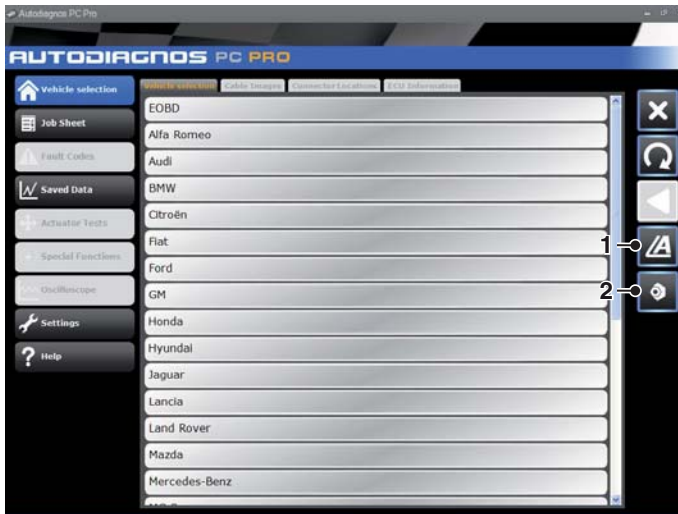 Autodiagnos PC Pro
AUTODIAGNOS PC PRO
Vehicle selection
Job Sheet
Fault Codes
Saved Data
Actuator Tests
Special Functions
Oscilloscope
Settings
? Help
Vehicle selection Cable Images Connector Locations ECU Information
EOBD
Alfa Romeo
Audi
BMW
Citroën
Fiat
Ford
GM
Honda
Hyundai
Jaguar
Lancia
Land Rover
Mazda
Mercedes-Benz
1
2